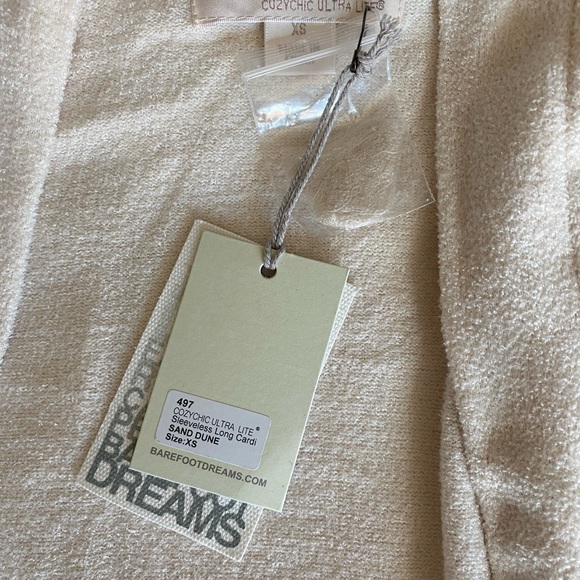 COZYCHIC ULTRA LITE®
XS
497
COZYCHIC ULTRA LITE®
Sleeveless Long Cardi
SAND DUNE
Size:XS
BAREFOOTDREAMS.COM
DREAMS